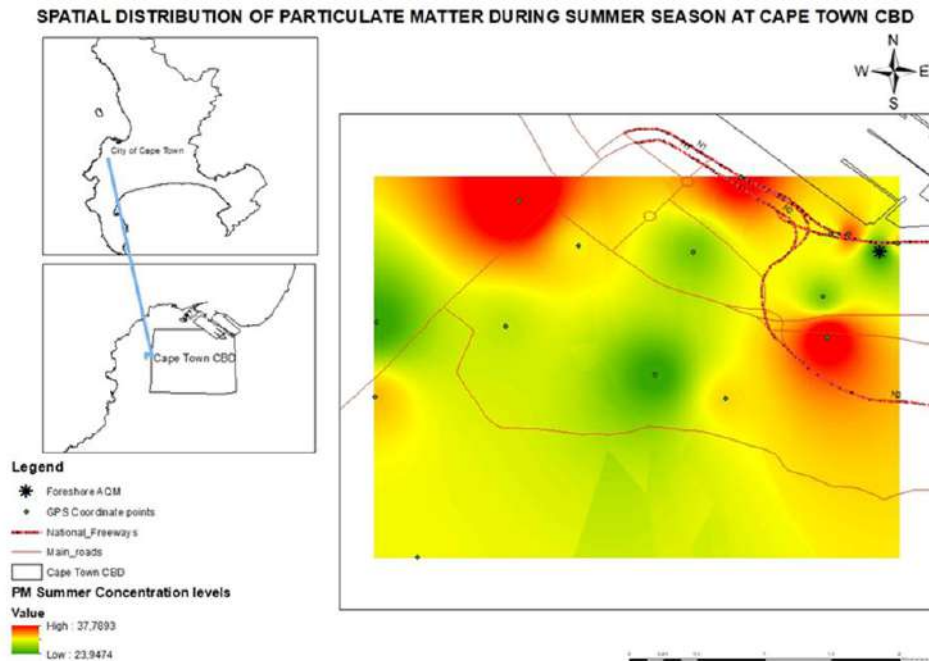 SPATIAL DISTRIBUTION OF PARTICULATE MATTER DURING SUMMER SEASON AT CAPE TOWN CBD
N
W E
S
City of Cape Town
N1
Cape Town CBD
Legend
Foreshore AQM
GPS Coordinate points
National_Freeways
Main_roads
Cape Town CBD
PM Summer Concentration levels
Value
High : 37,7893
Low : 23,9474